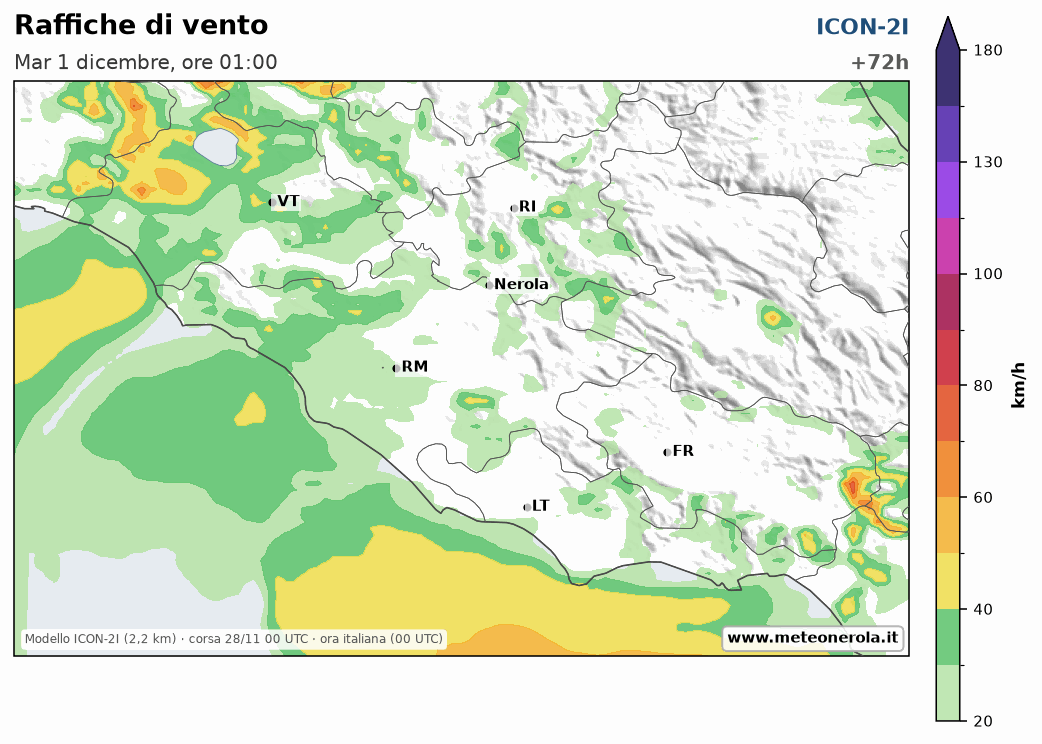 Raffiche di vento
ICON-2I
Mar 1 dicembre, ore 01:00
+72h
VT
RI
Nerola
RM
FR
LT
Modello ICON-2I (2,2 km) · corsa 28/11 00 UTC · ora italiana (00 UTC)
www.meteonerola.it
180
130
100
80
60
40
20
km/h